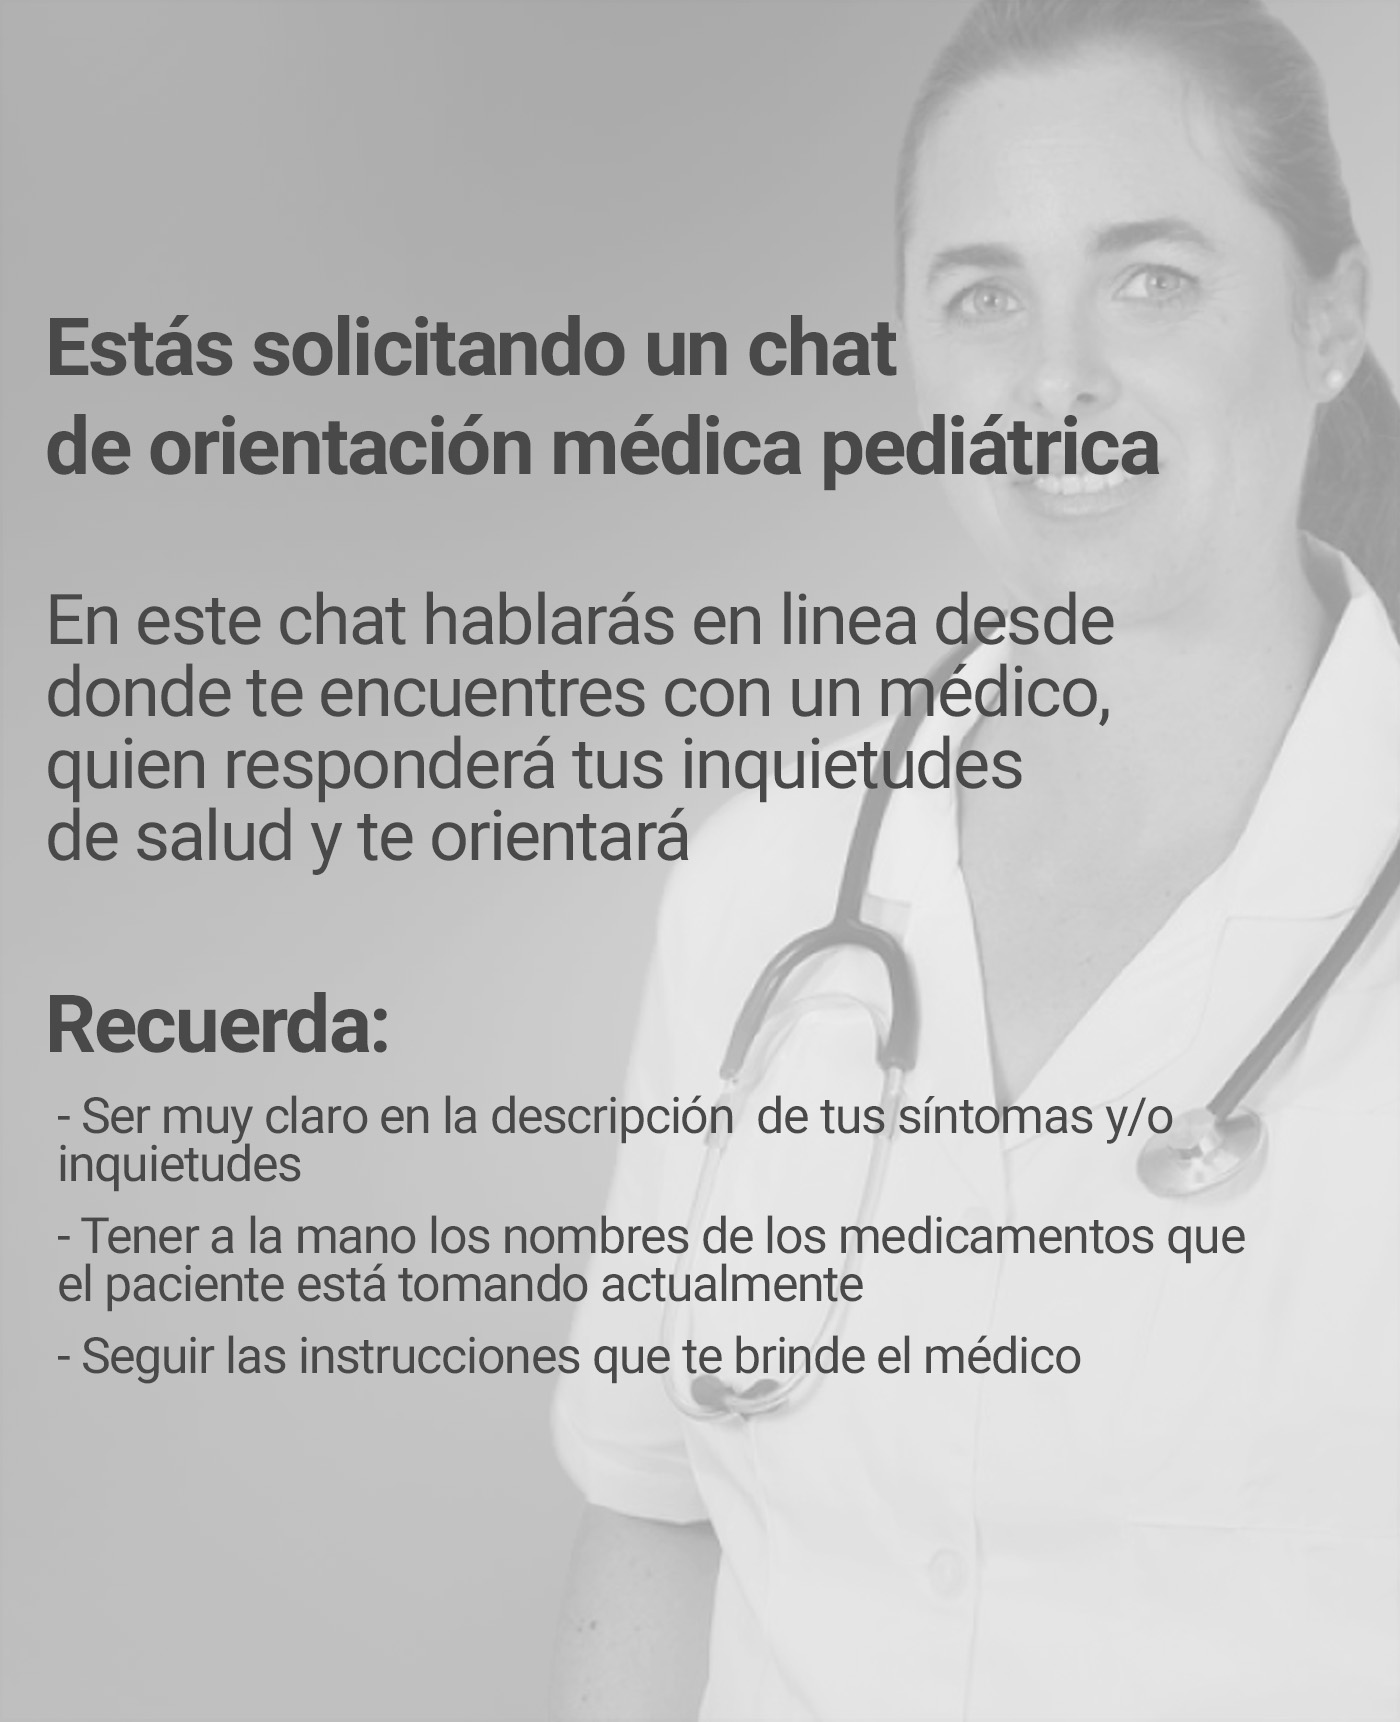 Estás solicitando un chat
de orientación médica pediátrica
En este chat hablarás en linea desde
donde te encuentres con un médico,
quien responderá tus inquietudes
de salud y te orientará
Recuerda:
- Ser muy claro en la descripción  de tus síntomas y/o
inquietudes
- Tener a la mano los nombres de los medicamentos que
el paciente está tomando actualmente
- Seguir las instrucciones que te brinde el médico